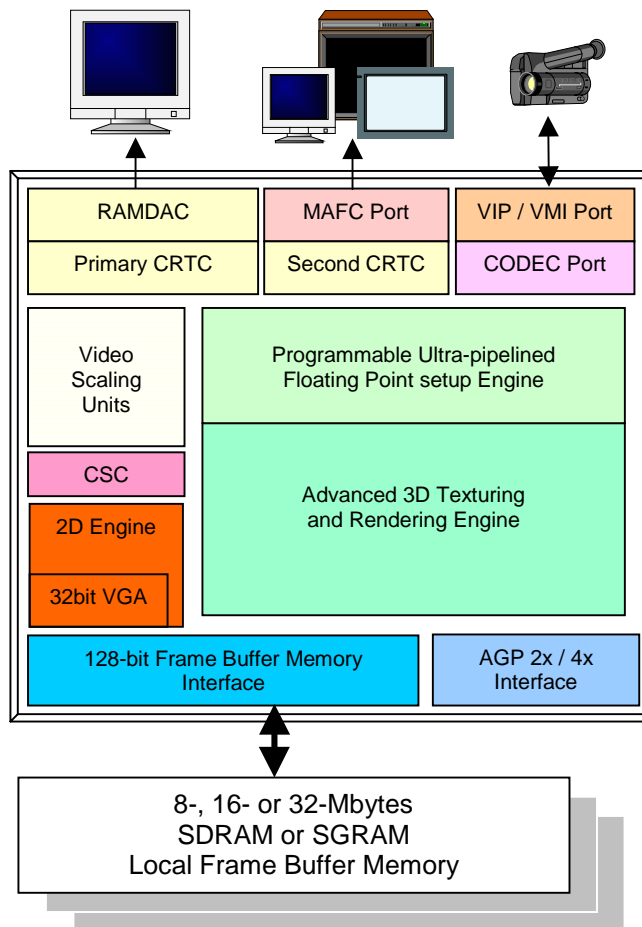 RAMDAC
MAFC Port
VIP / VMI Port
Primary CRTC
Second CRTC
CODEC Port
Video
Scaling
Units
Programmable Ultra-pipelined
Floating Point setup Engine
CSC
Advanced 3D Texturing
and Rendering Engine
2D Engine
32bit VGA
128-bit Frame Buffer Memory
Interface
AGP 2x / 4x
Interface
8-, 16- or 32-Mbytes
SDRAM or SGRAM
Local Frame Buffer Memory